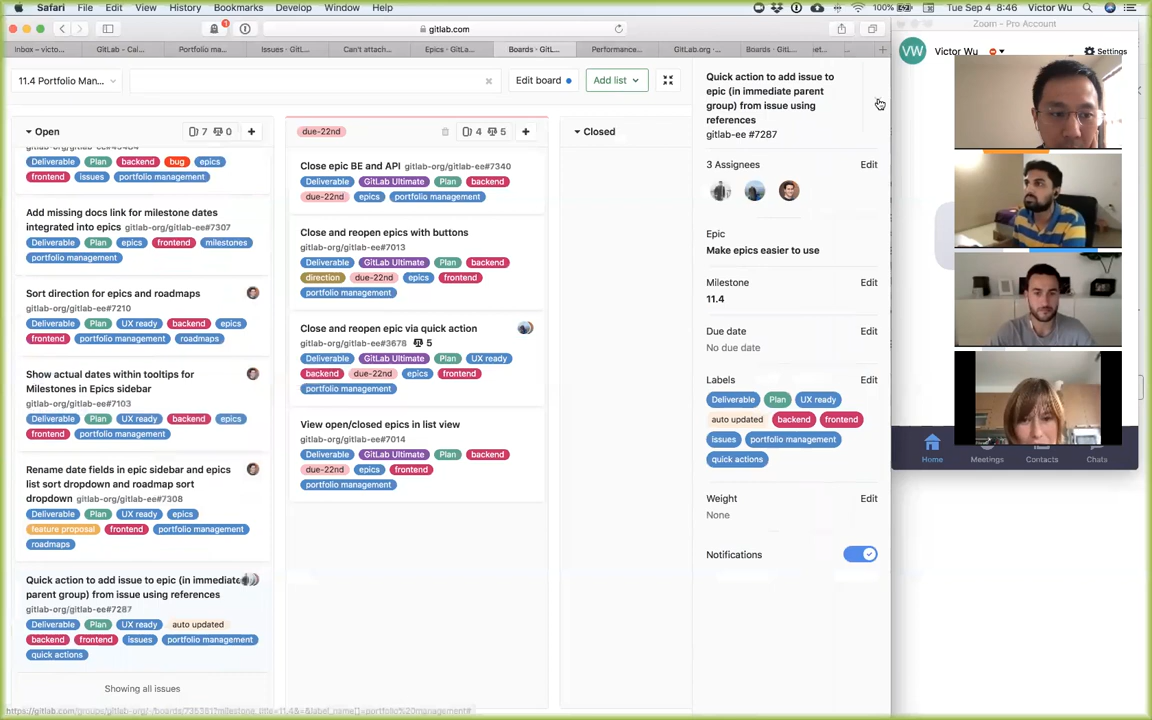 Safari File Edit View History Bookmarks Develop Window Help
1
100%
Tue Sep 4 8:46 Victor Wu
gitlab.com
Zoom - Pro Account
Inbox – victo...
GitLab - Cal...
Portfolio ma...
Issues · GitL...
Can't attach...
Epics · GitLa...
Boards · GitL...
Performance...
GitLab.org ·...
Boards · GitL...
VW
Victor Wu
Settings
11.4 Portfolio Man...
Edit board
Add list
Open
7 0
Deliverable Plan backend bug epics
frontend issues portfolio management
Add missing docs link for milestone dates
integrated into epics gitlab-org/gitlab-ee#7307
Deliverable Plan epics frontend milestones
portfolio management
Sort direction for epics and roadmaps
gitlab-org/gitlab-ee#7210
Deliverable Plan UX ready backend epics
frontend portfolio management roadmaps
Show actual dates within tooltips for
Milestones in Epics sidebar
gitlab-org/gitlab-ee#7103
Deliverable Plan UX ready backend epics
frontend portfolio management
Rename date fields in epic sidebar and epics
list sort dropdown and roadmap sort
dropdown gitlab-org/gitlab-ee#7308
Deliverable Plan UX ready epics
feature proposal frontend portfolio management
roadmaps
Quick action to add issue to epic (in immediate
parent group) from issue using references
gitlab-org/gitlab-ee#7287
Deliverable Plan UX ready auto updated
backend frontend issues portfolio management
quick actions
Showing all issues
due-22nd
4 5
Close epic BE and API gitlab-org/gitlab-ee#7340
Deliverable GitLab Ultimate Plan backend
due-22nd epics portfolio management
Close and reopen epics with buttons
gitlab-org/gitlab-ee#7013
Deliverable GitLab Ultimate Plan backend
direction due-22nd epics frontend
portfolio management
Close and reopen epic via quick action
gitlab-org/gitlab-ee#3678 5
Deliverable GitLab Ultimate Plan UX ready
backend due-22nd epics frontend
portfolio management
View open/closed epics in list view
gitlab-org/gitlab-ee#7014
Deliverable GitLab Ultimate Plan backend
due-22nd epics frontend
portfolio management
Closed
Quick action to add issue to
epic (in immediate parent
group) from issue using
references
gitlab-ee #7287
3 Assignees Edit
Epic
Make epics easier to use
Milestone Edit
11.4
Due date Edit
No due date
Labels Edit
Deliverable Plan UX ready
auto updated backend frontend
issues portfolio management
quick actions
Weight Edit
None
Notifications
Home Meetings Contacts Chats